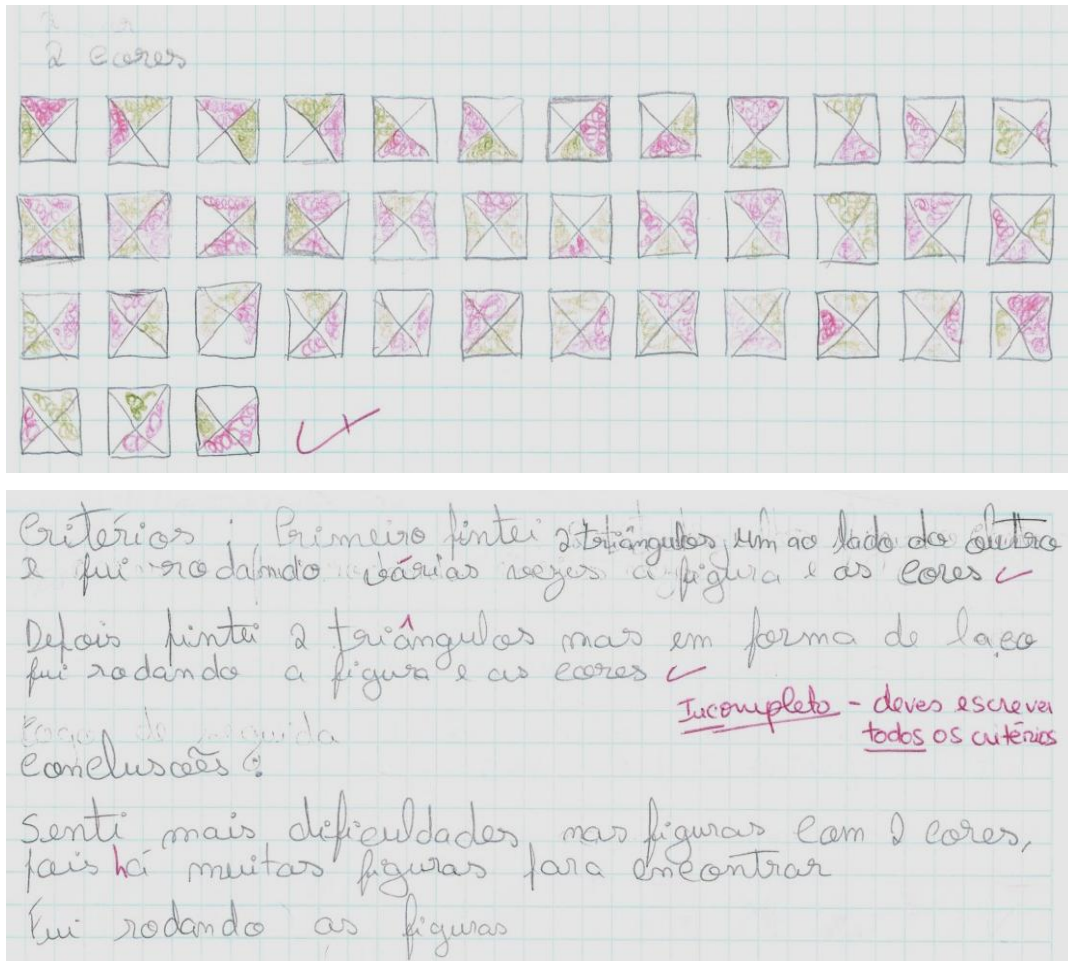 2 cores
Critérios : Primeiro pintei 2 triângulos um ao lado do outro
e fui rodando várias vezes a figura e as cores
Depois pintei 2 triângulos mas em forma de laço
fui rodando a figura e as cores
Incompleto - deves escrever
todos os critérios
Logo de seguida
Conclusões:
Senti mais dificuldades nas figuras com 2 cores,
pois há muitas figuras para encontrar
Fui rodando as figuras